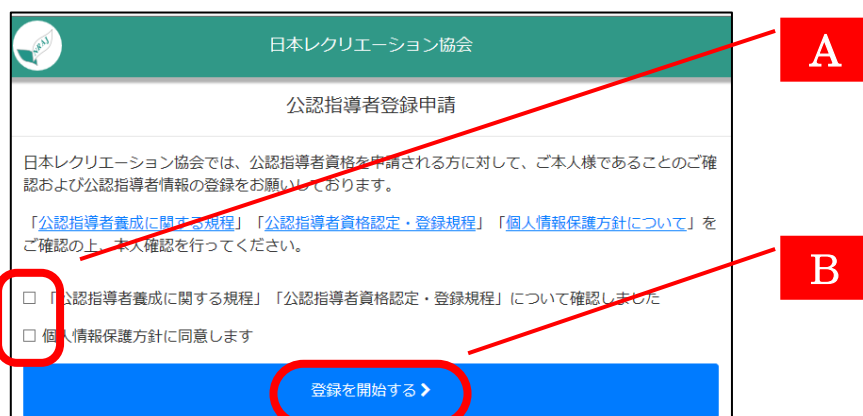 NRAJ
日本レクリエーション協会
A
公認指導者登録申請
日本レクリエーション協会では、公認指導者資格を申請される方に対して、ご本人様であることのご確
認および公認指導者情報の登録をお願いしております。
「公認指導者養成に関する規程」「公認指導者資格認定・登録規程」「個人情報保護方針について」を
ご確認の上、本人確認を行ってください。
B
「公認指導者養成に関する規程」「公認指導者資格認定・登録規程」について確認しました
個人情報保護方針に同意します
登録を開始する